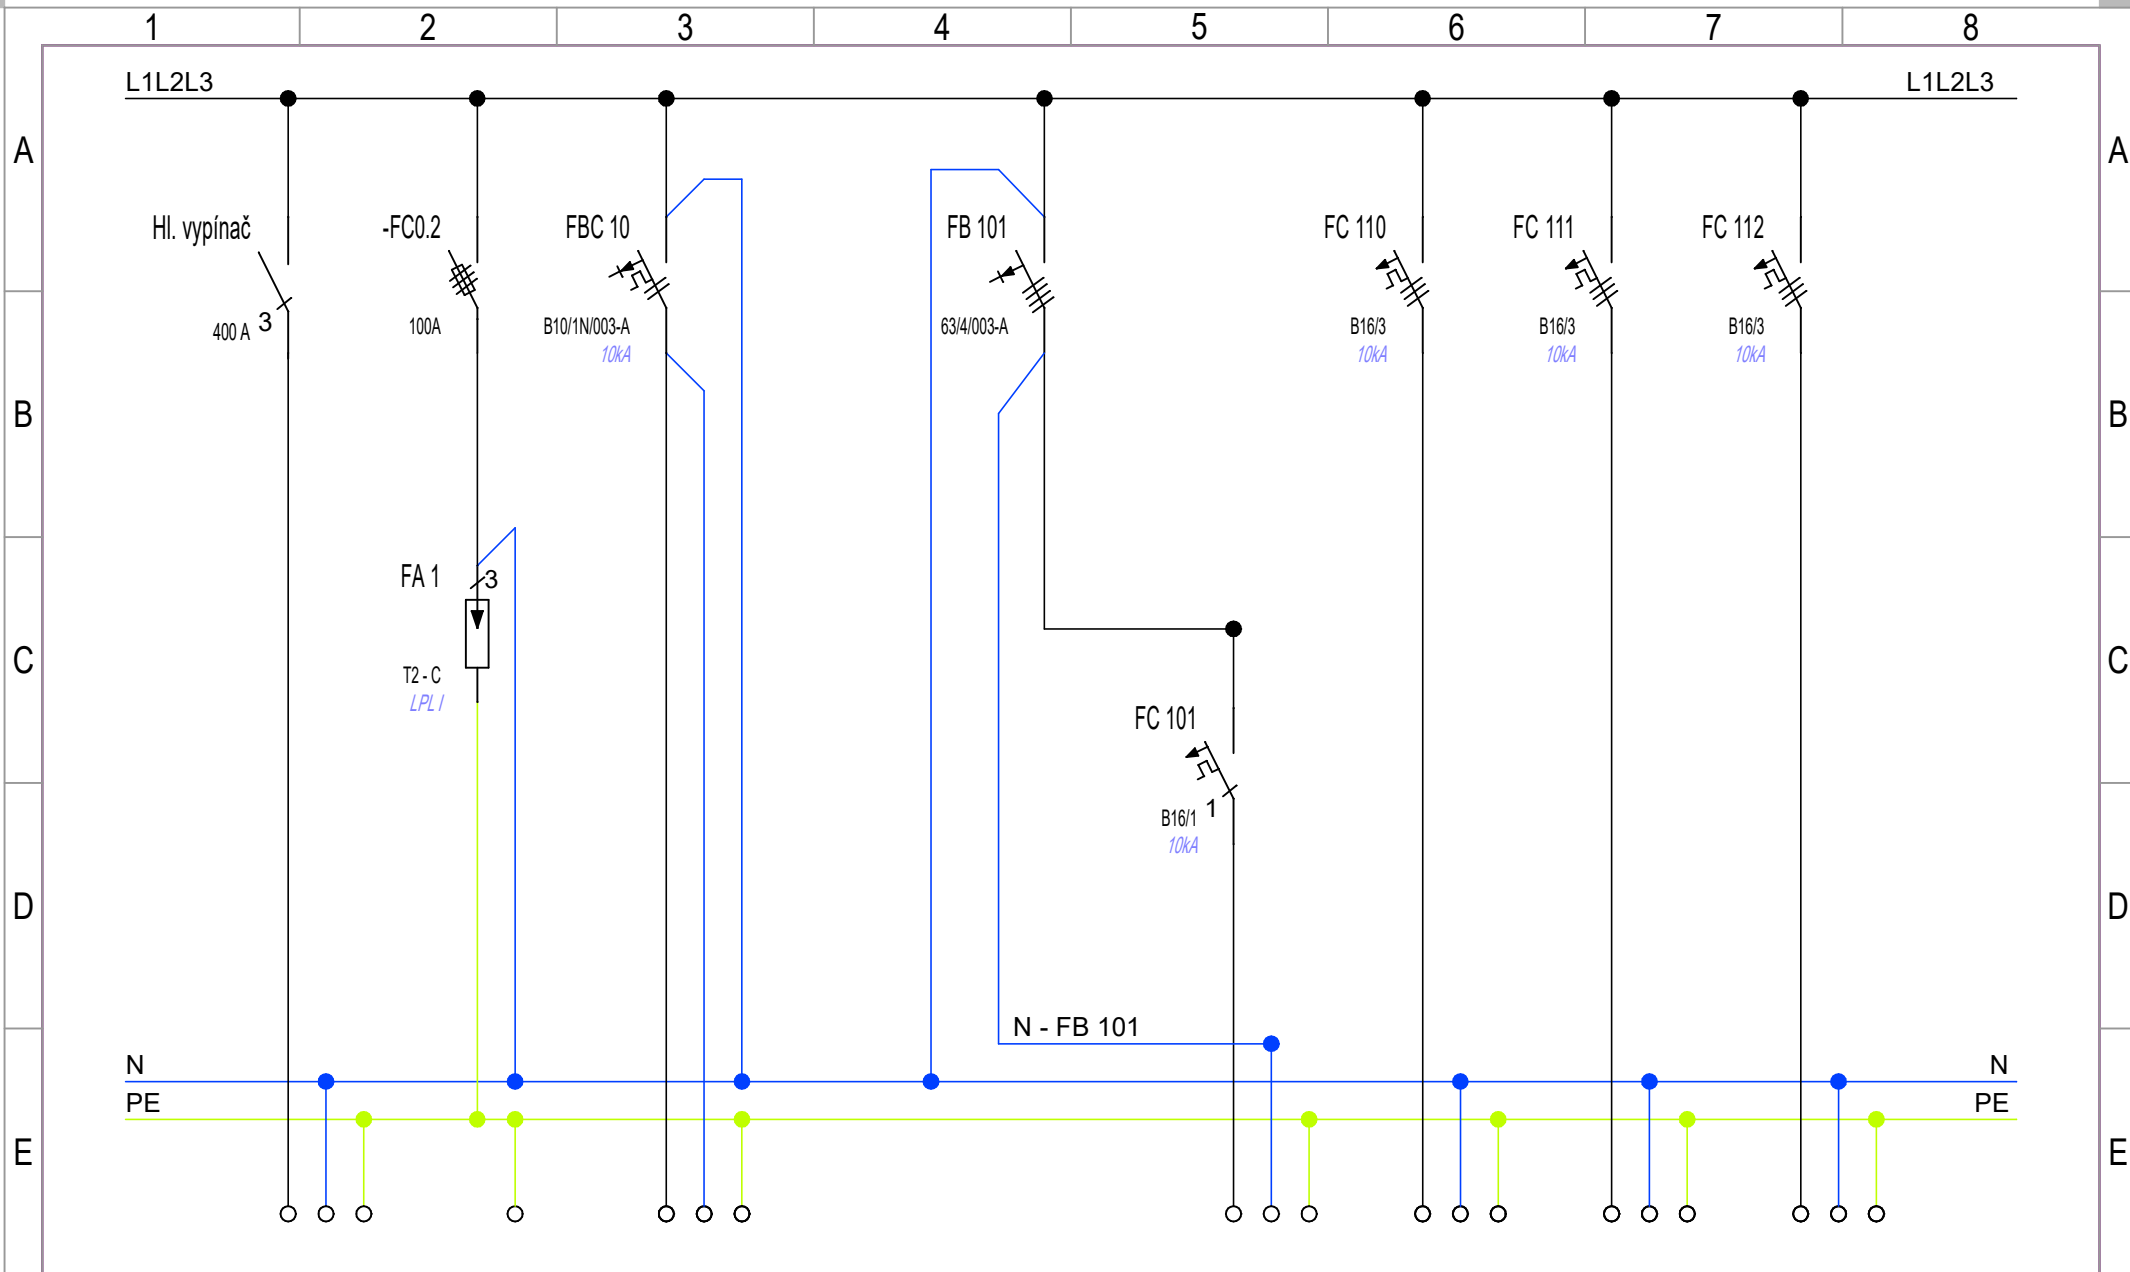 1 2 3 4 5 6 7 8
L1L2L3 L1L2L3
A A
Hl. vypínač -FC0.2 FBC 10 FB 101 FC 110 FC 111 FC 112
400 A 3 100A B10/1N/003-A 63/4/003-A B16/3 B16/3 B16/3
10kA 10kA 10kA 10kA
B B
FA 1 3
T2 - C
LPL I
C C
FC 101
B16/1 1
10kA
D D
N - FB 101
N N
PE PE
E E